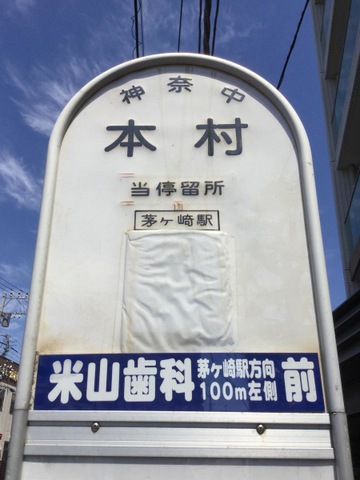 神奈中
本村
当停留所
茅ヶ崎駅
米山歯科 茅ヶ崎駅方向 100m左側 前